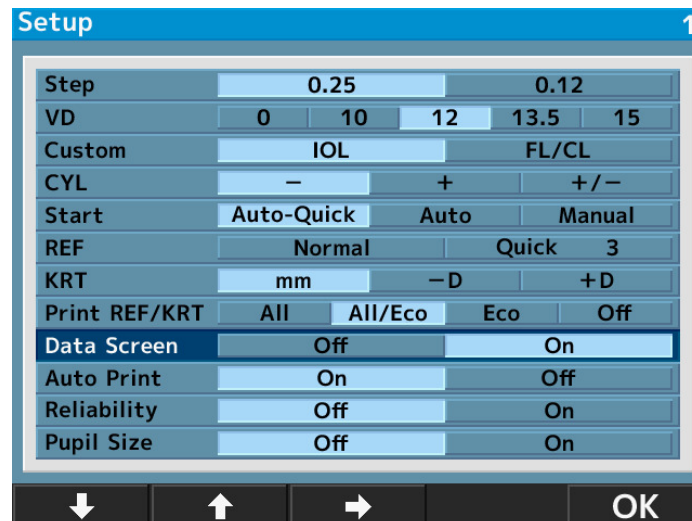 Setup 1
Step 0.25 0.12
VD 0 10 12 13.5 15
Custom IOL FL/CL
CYL − + +/−
Start Auto-Quick Auto Manual
REF Normal Quick 3
KRT mm −D +D
Print REF/KRT All All/Eco Eco Off
Data Screen Off On
Auto Print On Off
Reliability Off On
Pupil Size Off On
OK